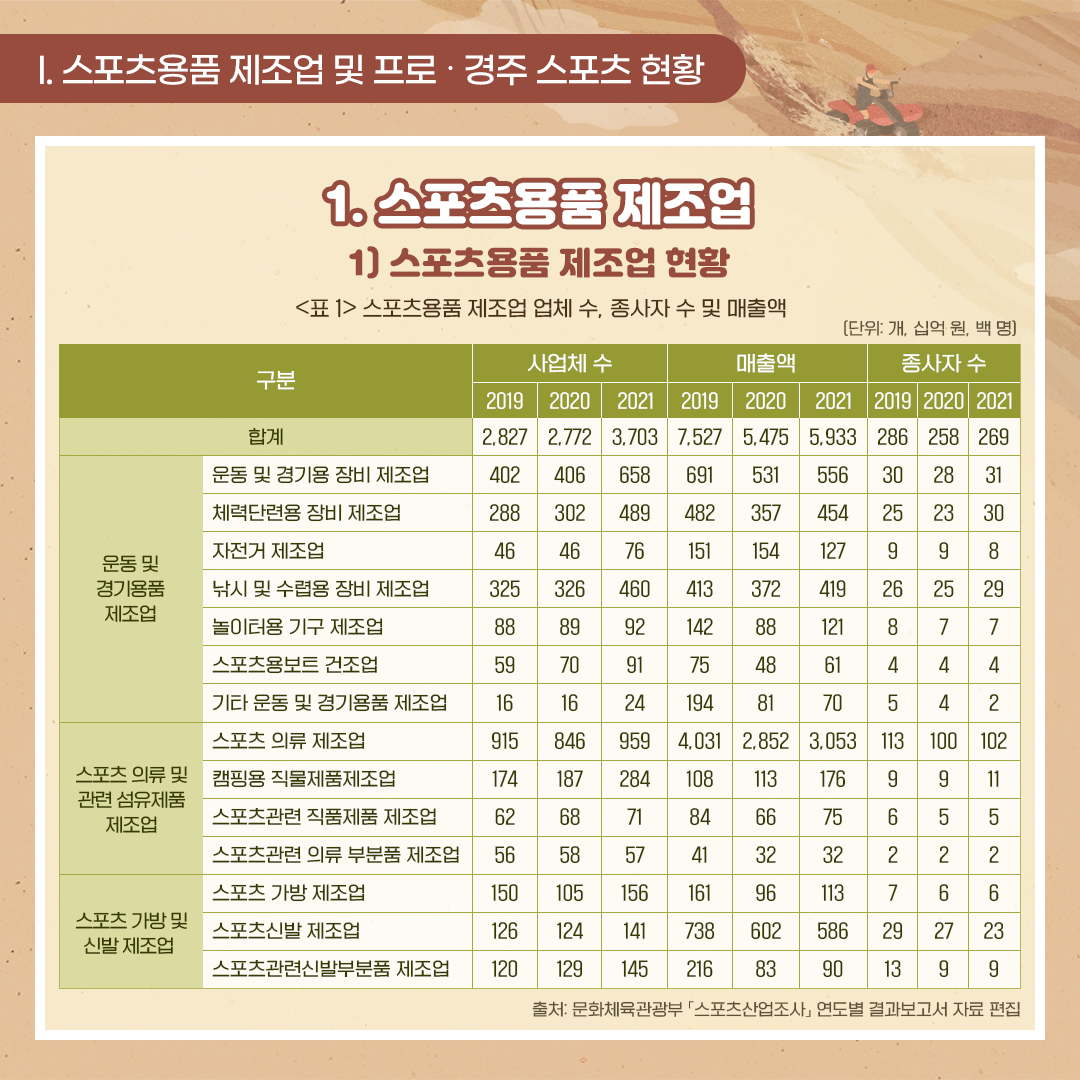 I. 스포츠용품 제조업 및 프로 · 경주 스포츠 현황
1. 스포츠용품 제조업
1) 스포츠용품 제조업 현황
<표 1> 스포츠용품 제조업 업체 수, 종사자 수 및 매출액
(단위: 개, 십억 원, 백 명)
구분 사업체 수 매출액 종사자 수
2019 2020 2021 2019 2020 2021 2019 2020 2021
합계 2,827 2,772 3,703 7,527 5,475 5,933 286 258 269
운동 및
경기용품
제조업
운동 및 경기용 장비 제조업 402 406 658 691 531 556 30 28 31
체력단련용 장비 제조업 288 302 489 482 357 454 25 23 30
자전거 제조업 46 46 76 151 154 127 9 9 8
낚시 및 수렵용 장비 제조업 325 326 460 413 372 419 26 25 29
놀이터용 기구 제조업 88 89 92 142 88 121 8 7 7
스포츠용보트 건조업 59 70 91 75 48 61 4 4 4
기타 운동 및 경기용품 제조업 16 16 24 194 81 70 5 4 2
스포츠 의류 및
관련 섬유제품
제조업
스포츠 의류 제조업 915 846 959 4,031 2,852 3,053 113 100 102
캠핑용 직물제품제조업 174 187 284 108 113 176 9 9 11
스포츠관련 직품제품 제조업 62 68 71 84 66 75 6 5 5
스포츠관련 의류 부분품 제조업 56 58 57 41 32 32 2 2 2
스포츠 가방 및
신발 제조업
스포츠 가방 제조업 150 105 156 161 96 113 7 6 6
스포츠신발 제조업 126 124 141 738 602 586 29 27 23
스포츠관련신발부분품 제조업 120 129 145 216 83 90 13 9 9
출처: 문화체육관광부 「스포츠산업조사」 연도별 결과보고서 자료 편집